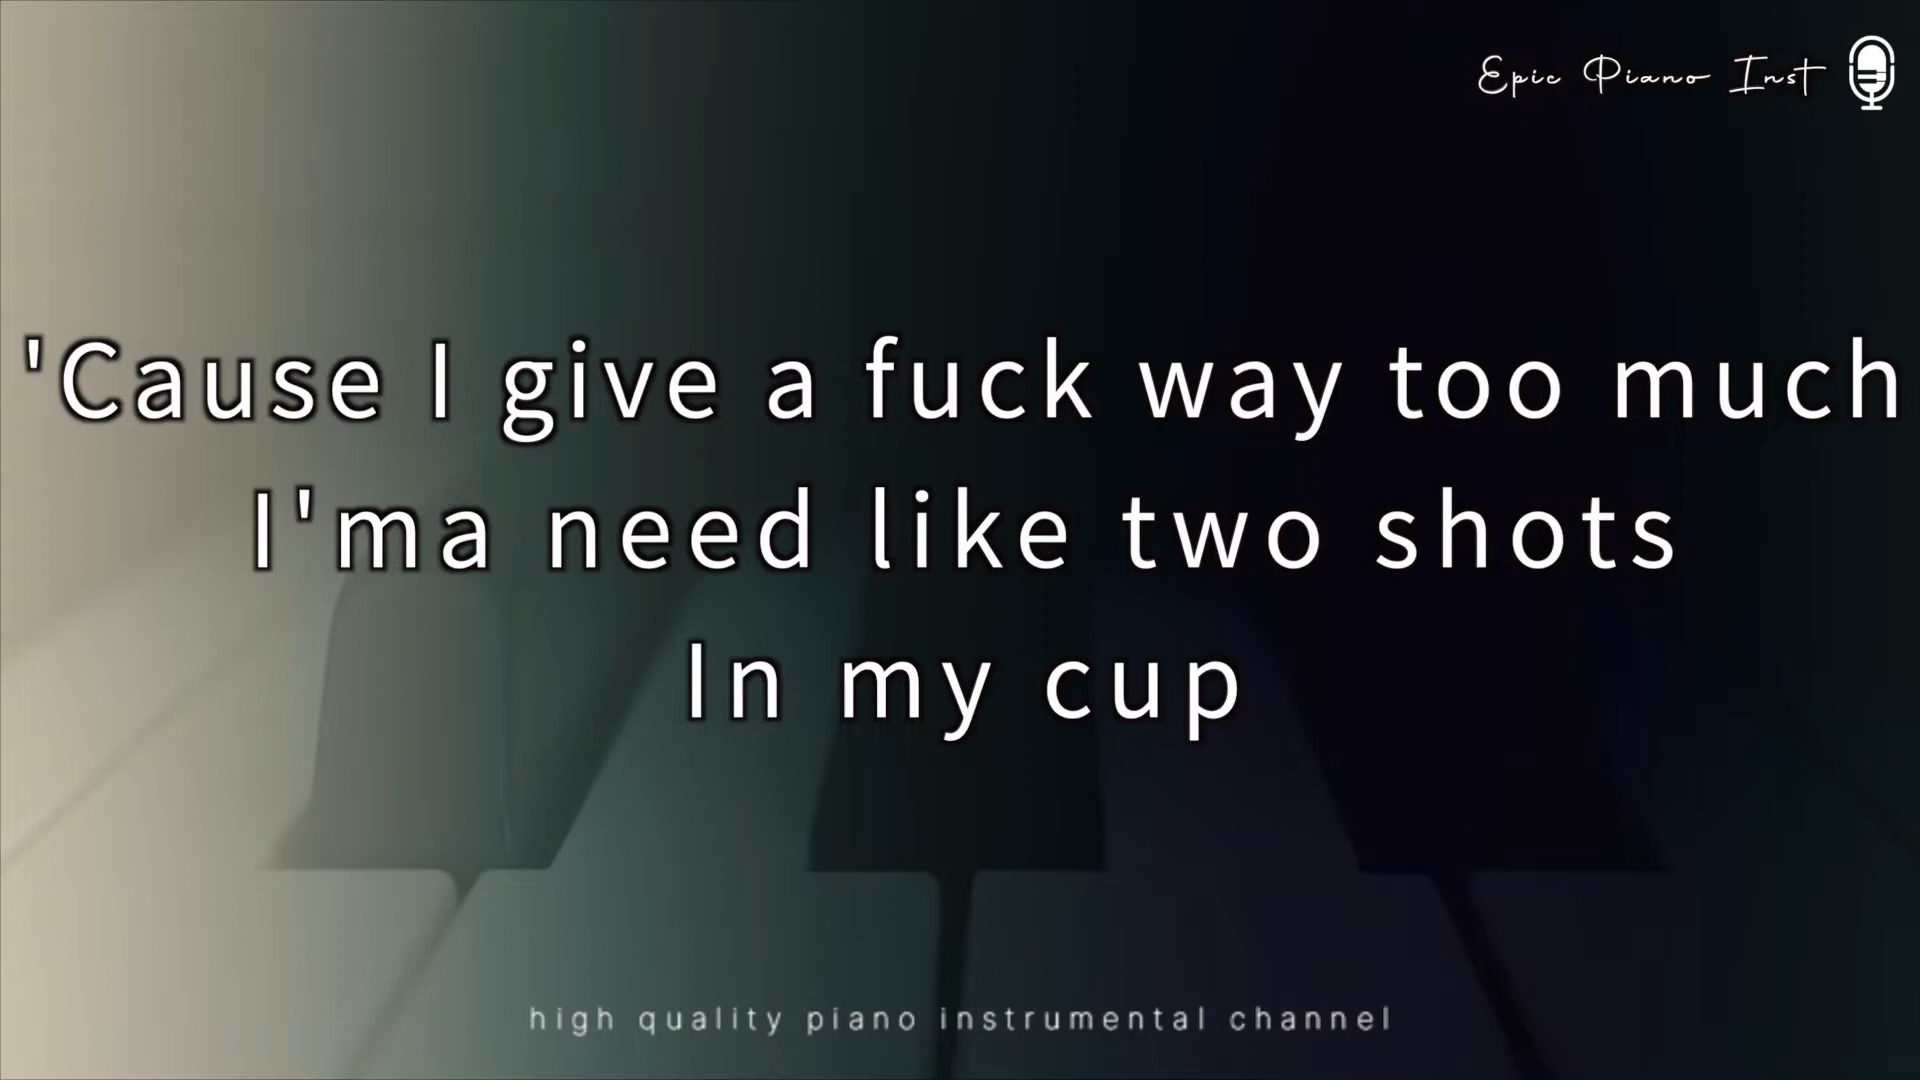 Epic Piano Inst
'Cause I give a fuck way too much
I'ma need like two shots
In my cup
high quality piano instrumental channel